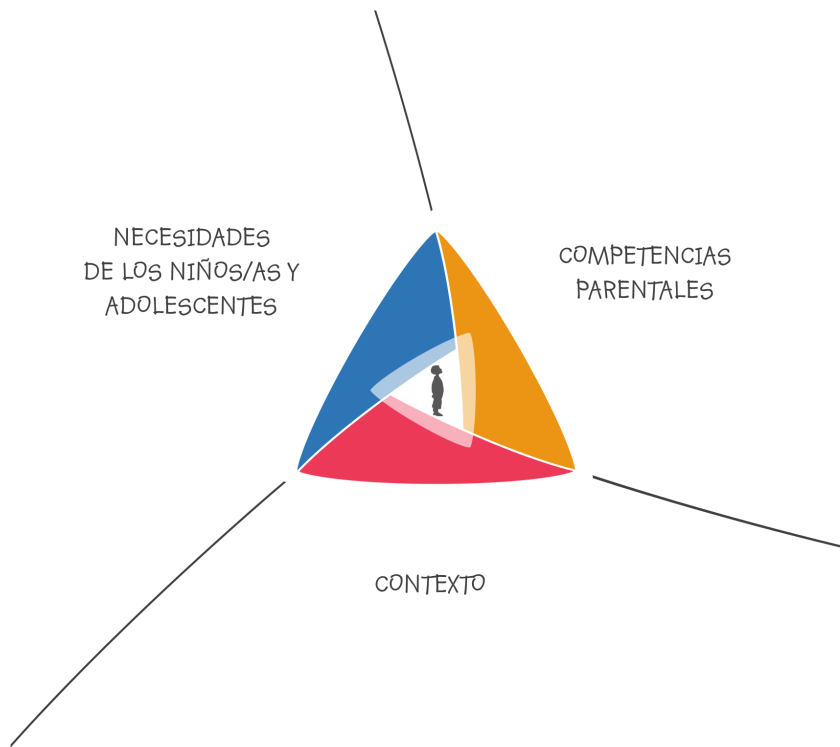 NECESIDADES
DE LOS NIÑOS/AS Y
ADOLESCENTES
COMPETENCIAS
PARENTALES
CONTEXTO